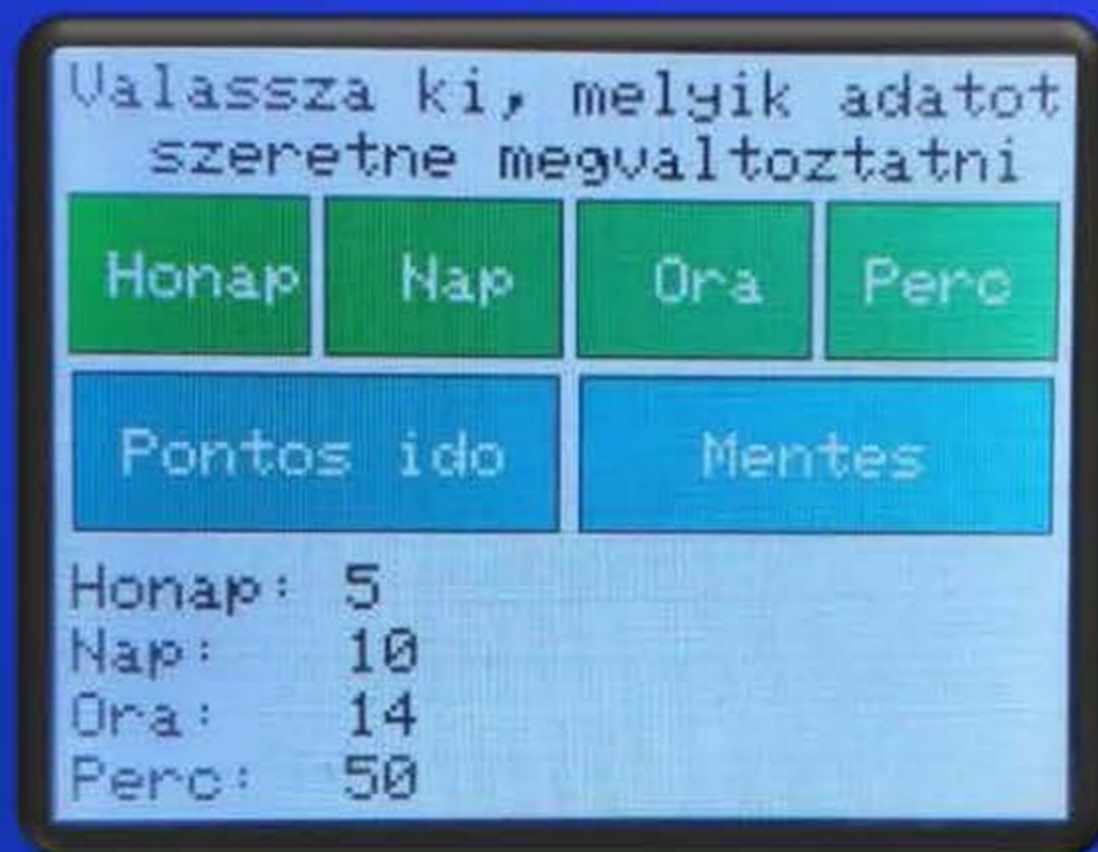 Valassza ki, melyik adatot
szeretne megvaltoztatni
Honap Nap Ora Perc
Pontos ido Mentes
Honap: 5
Nap: 10
Ora: 14
Perc: 50